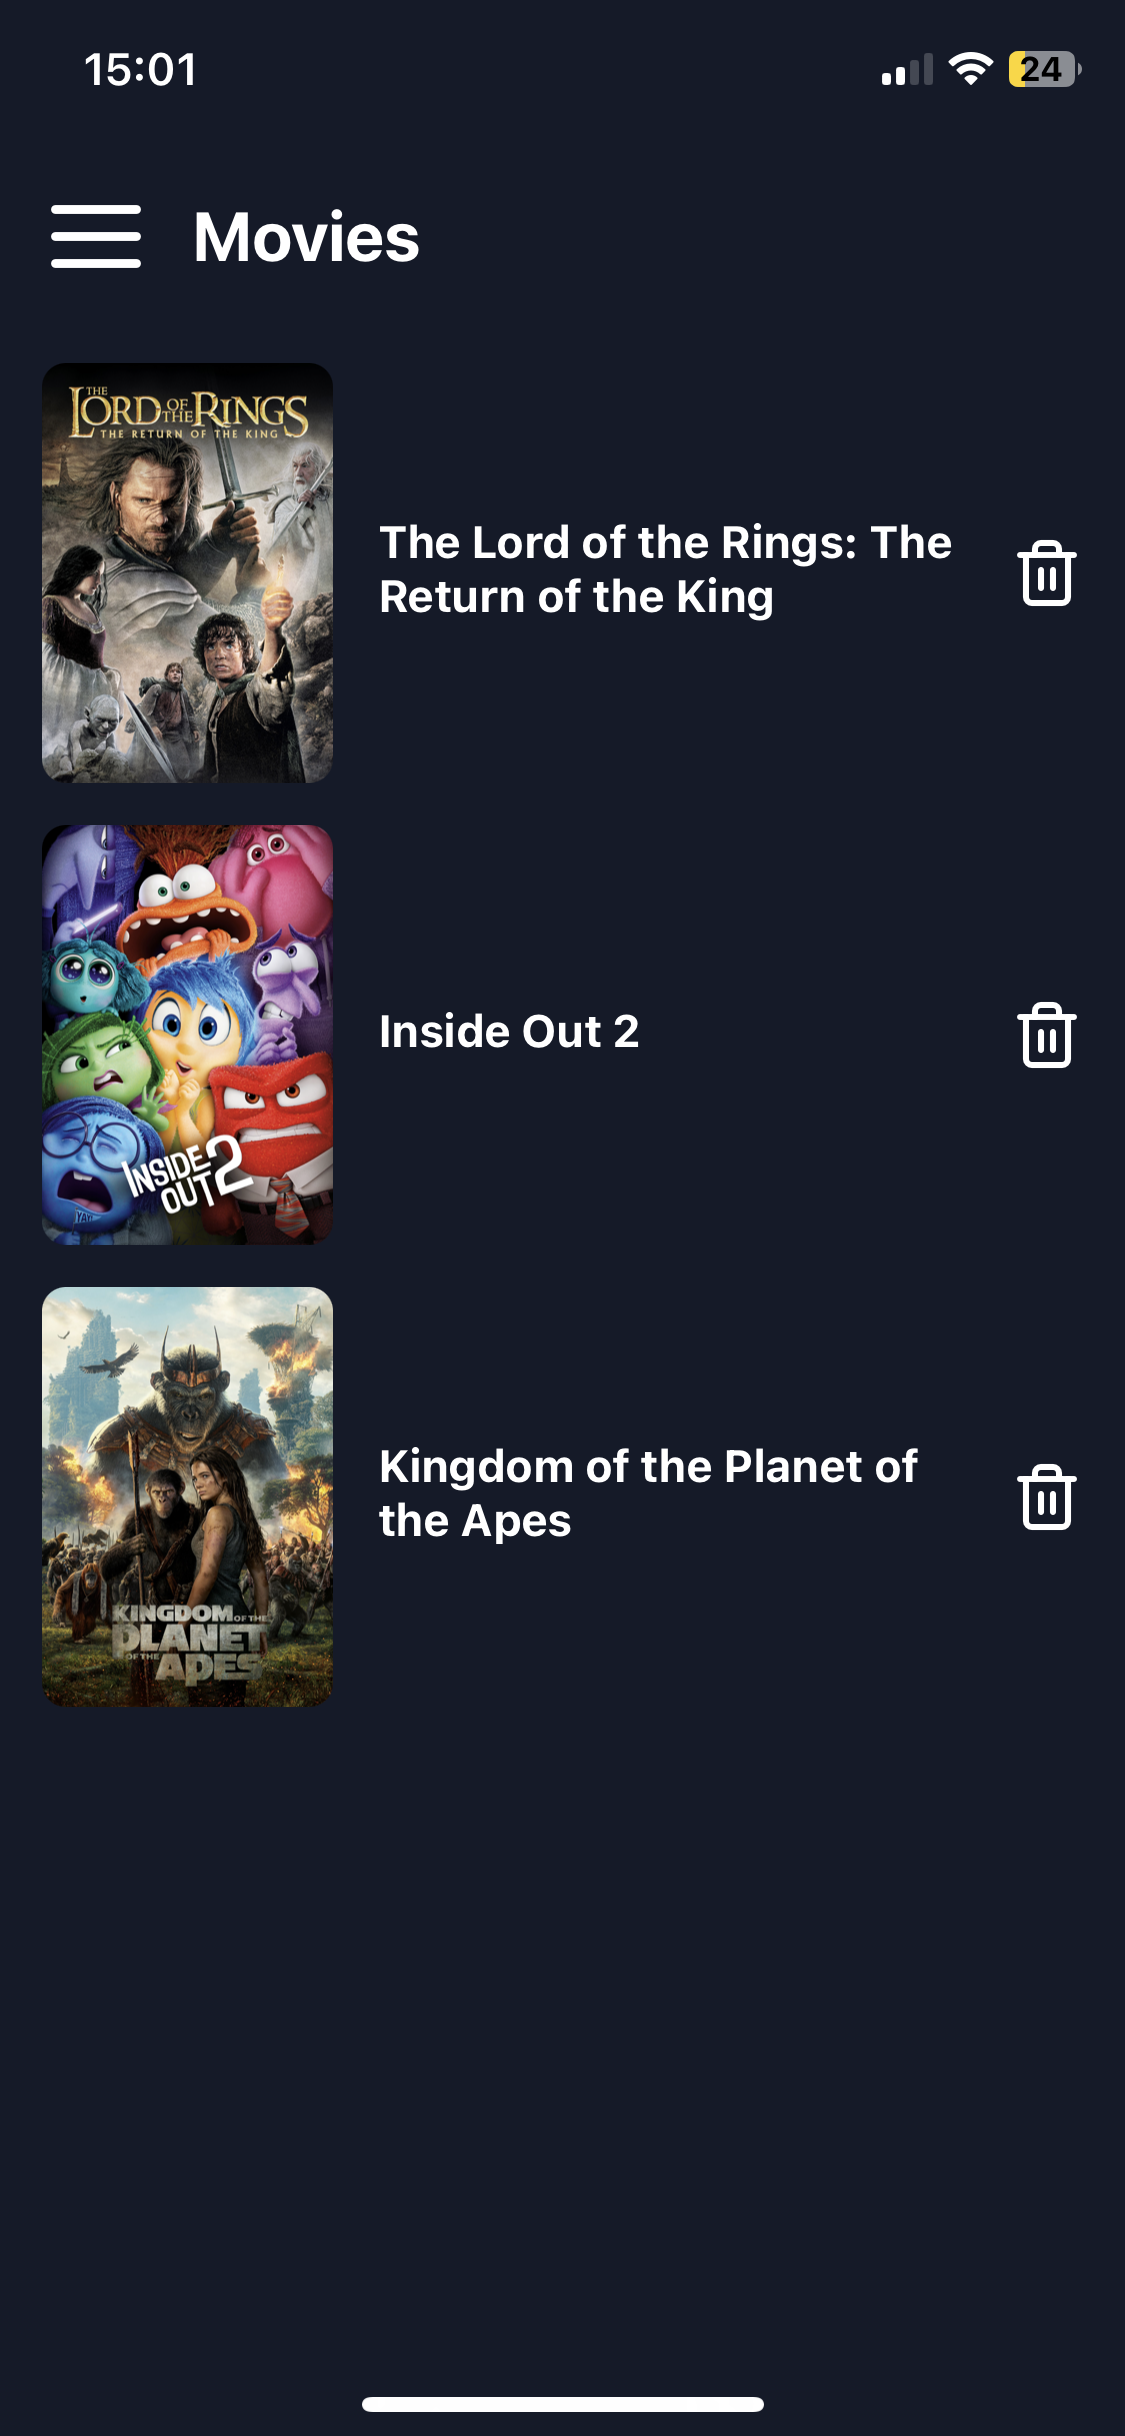 15:01
24
Movies
THE
LORD OF THE RINGS
THE RETURN OF THE KING
The Lord of the Rings: The
Return of the King
YAY!
INSIDE
OUT 2
Inside Out 2
KINGDOM OF THE
PLANET
OF THE APES
Kingdom of the Planet of
the Apes